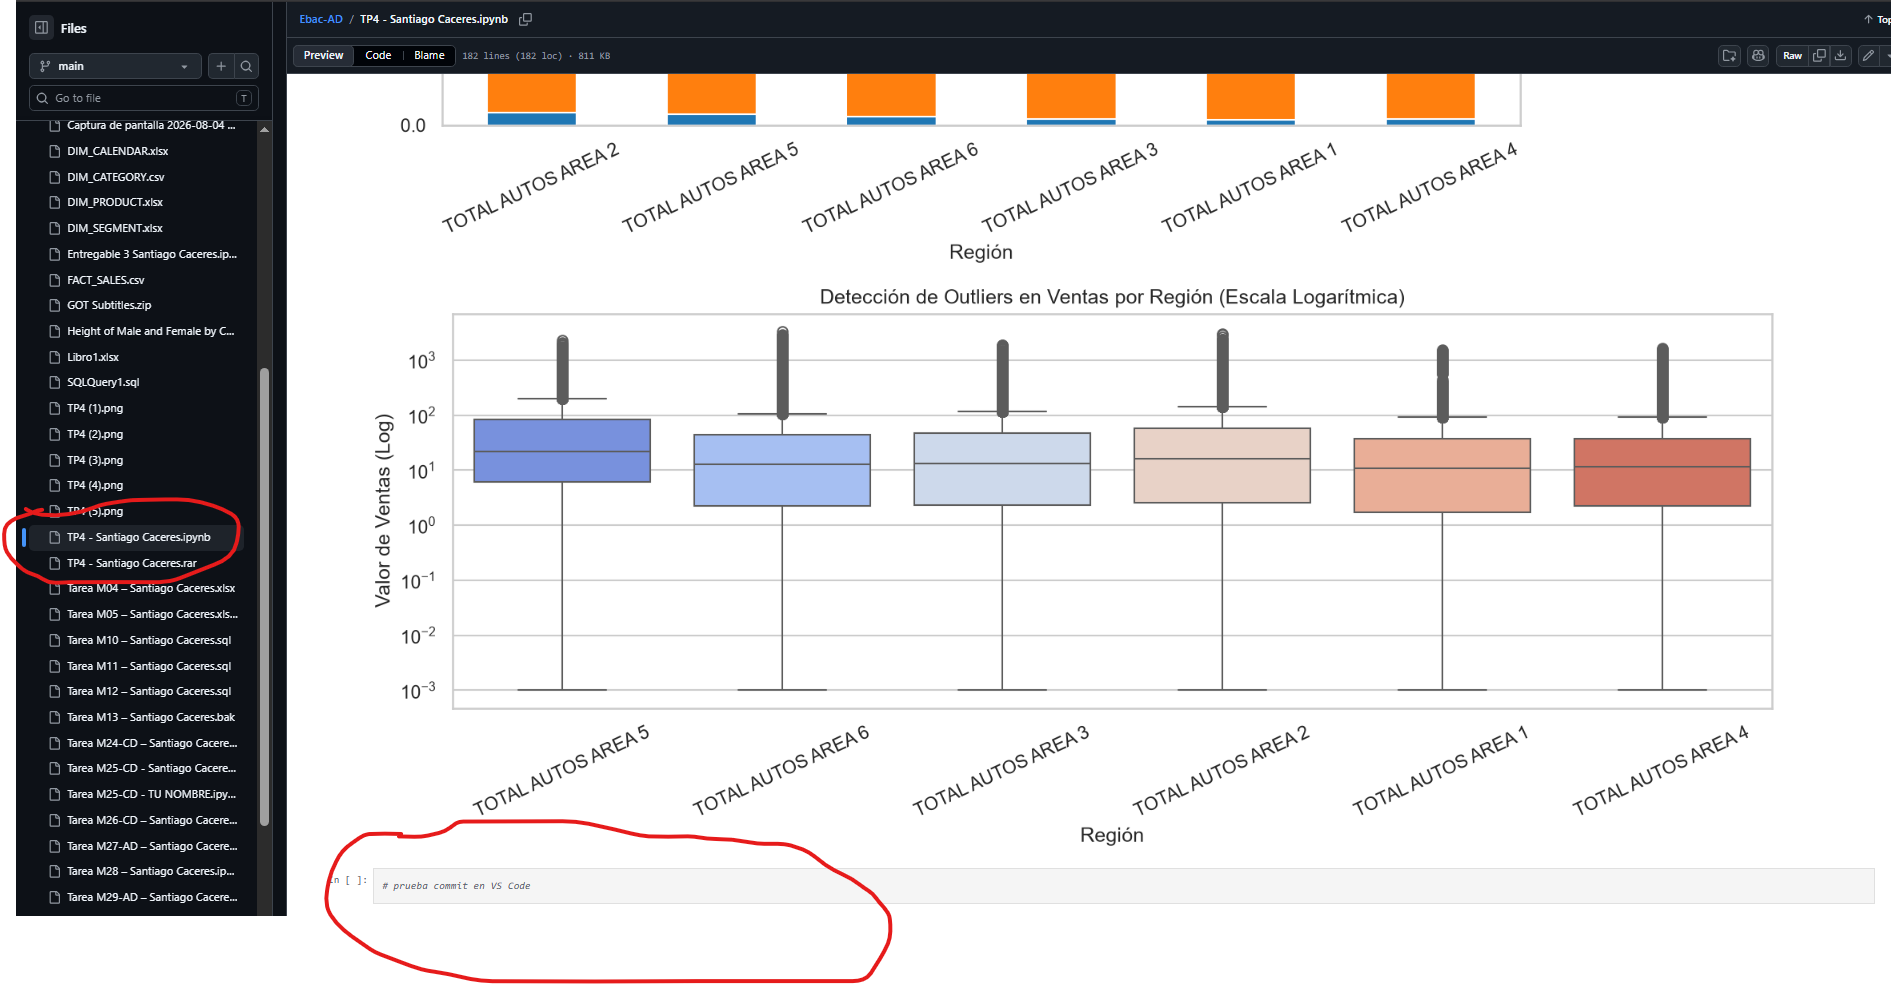 Files
main
Go to file
T
Captura de pantalla 2026-08-04 ...
DIM_CALENDAR.xlsx
DIM_CATEGORY.csv
DIM_PRODUCT.xlsx
DIM_SEGMENT.xlsx
Entregable 3 Santiago Caceres.ip...
FACT_SALES.csv
GOT Subtitles.zip
Height of Male and Female by C...
Libro1.xlsx
SQLQuery1.sql
TP4 (1).png
TP4 (2).png
TP4 (3).png
TP4 (4).png
TP4 (5).png
TP4 - Santiago Caceres.ipynb
TP4 - Santiago Caceres.rar
Tarea M04 – Santiago Caceres.xlsx
Tarea M05 – Santiago Caceres.xls...
Tarea M10 – Santiago Caceres.sql
Tarea M11 – Santiago Caceres.sql
Tarea M12 – Santiago Caceres.sql
Tarea M13 – Santiago Caceres.bak
Tarea M24-CD – Santiago Cacere...
Tarea M25-CD - Santiago Cacere...
Tarea M25-CD - TU NOMBRE.ipy...
Tarea M26-CD – Santiago Cacere...
Tarea M27-AD – Santiago Cacere...
Tarea M28 – Santiago Caceres.ip...
Tarea M29-AD – Santiago Cacere...
Ebac-AD / TP4 - Santiago Caceres.ipynb
Top
Preview Code Blame 182 lines (182 loc) · 811 KB
Raw
0.0
TOTAL AUTOS AREA 2
TOTAL AUTOS AREA 5
TOTAL AUTOS AREA 6
TOTAL AUTOS AREA 3
TOTAL AUTOS AREA 1
TOTAL AUTOS AREA 4
Región
Detección de Outliers en Ventas por Región (Escala Logarítmica)
Valor de Ventas (Log)
10³
10²
10¹
10⁰
10⁻¹
10⁻²
10⁻³
TOTAL AUTOS AREA 5
TOTAL AUTOS AREA 6
TOTAL AUTOS AREA 3
TOTAL AUTOS AREA 2
TOTAL AUTOS AREA 1
TOTAL AUTOS AREA 4
Región
In [ ]:
# prueba commit en VS Code